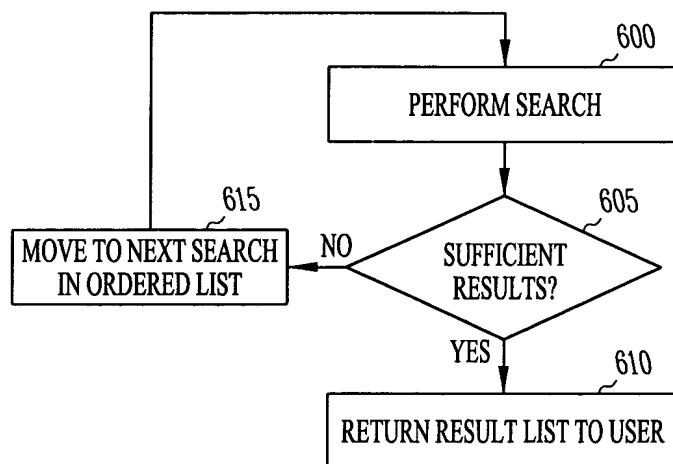 600
PERFORM SEARCH
605
SUFFICIENT
RESULTS?
NO
615
MOVE TO NEXT SEARCH
IN ORDERED LIST
YES
610
RETURN RESULT LIST TO USER